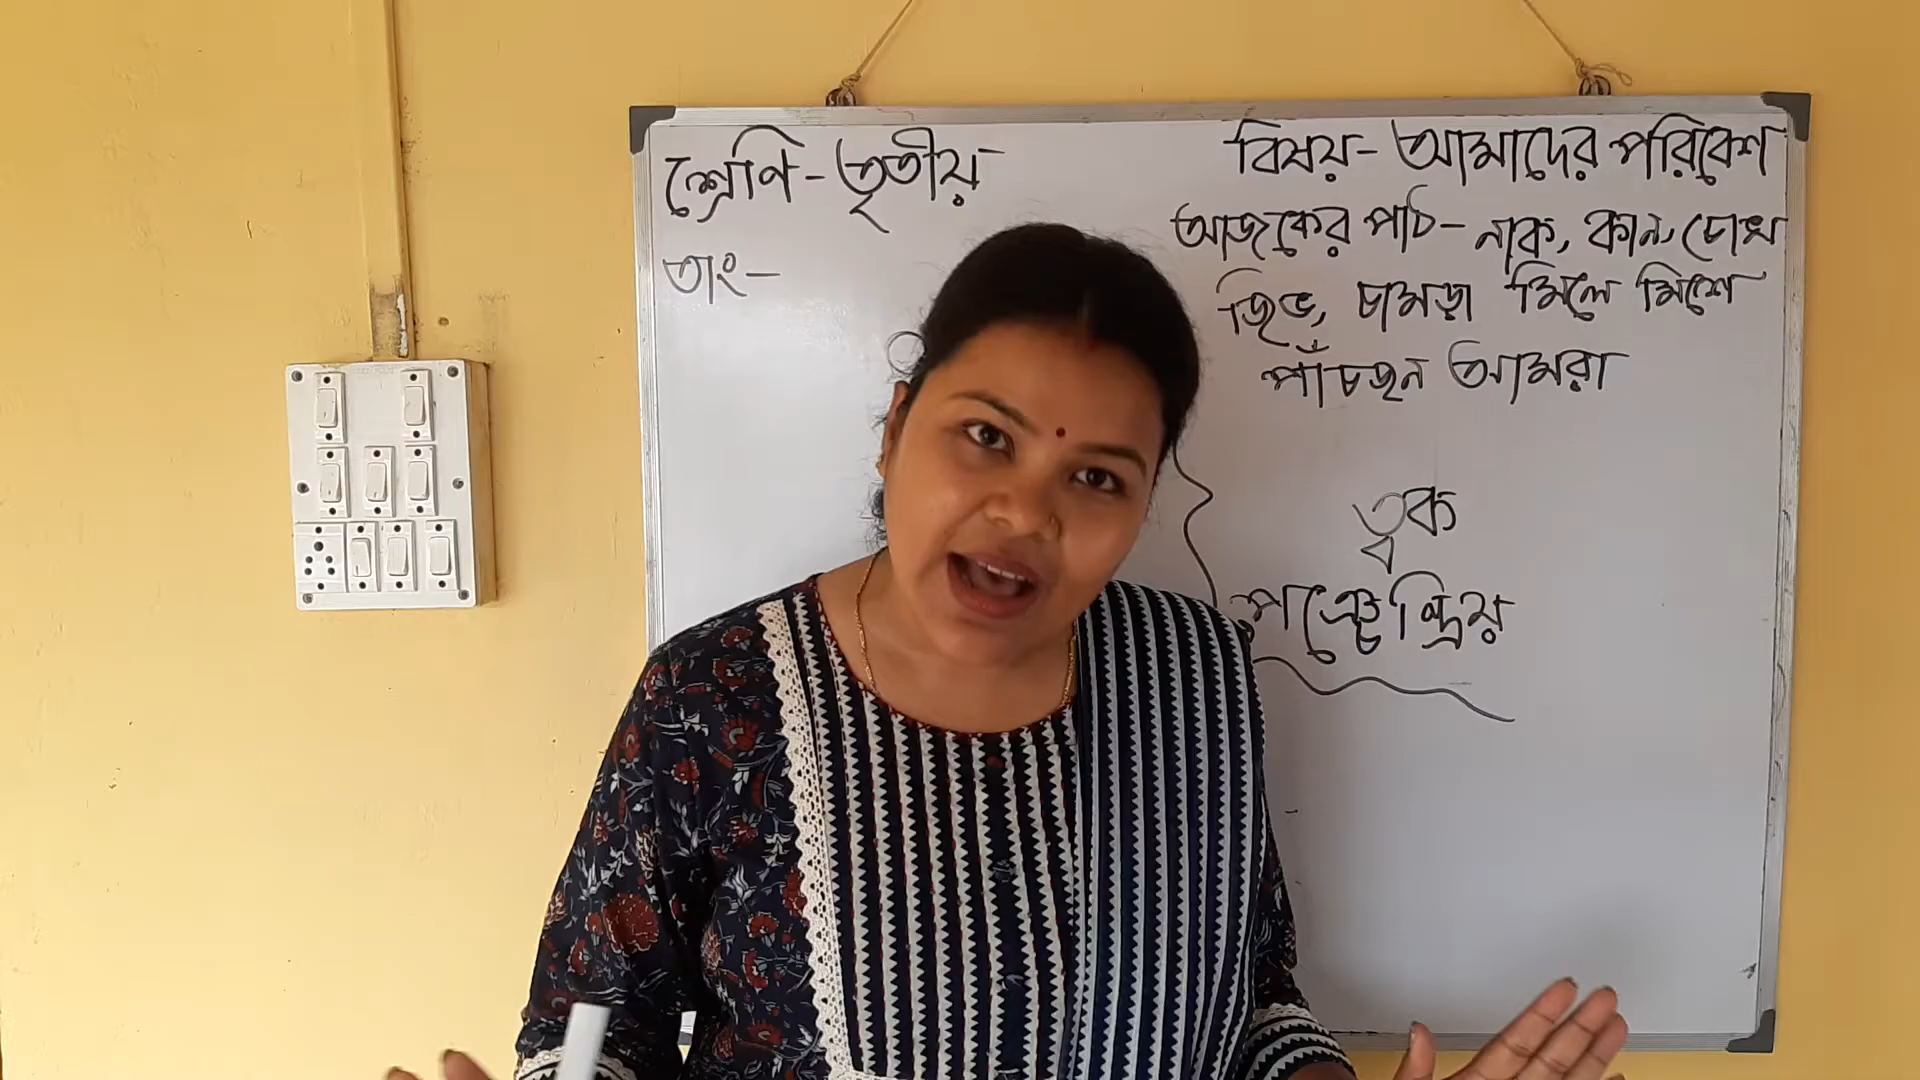 শ্রেণি - তৃতীয়
তাং -
বিষয় - আমাদের পরিবেশ
আজকের পাঠ - নাক, কান, চোখ
জিভ, চামড়া মিলে মিশে
পাঁচজন আমরা
ত্বক
পঞ্চেন্দ্রিয়